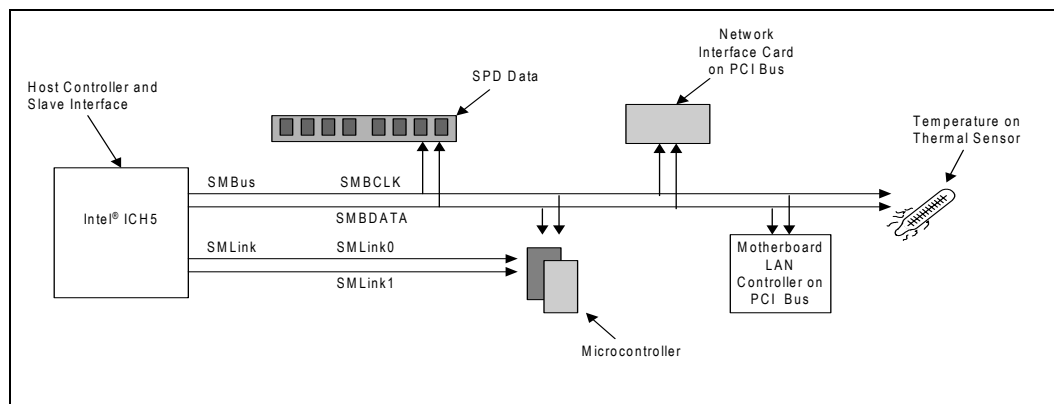 Network
Interface Card
on PCI Bus
SPD Data
Host Controller and
Slave Interface
Temperature on
Thermal Sensor
SMBus
SMBCLK
Intel® ICH5
SMBDATA
SMLink
SMLink0
SMLink1
Motherboard
LAN
Controller on
PCI Bus
Microcontroller